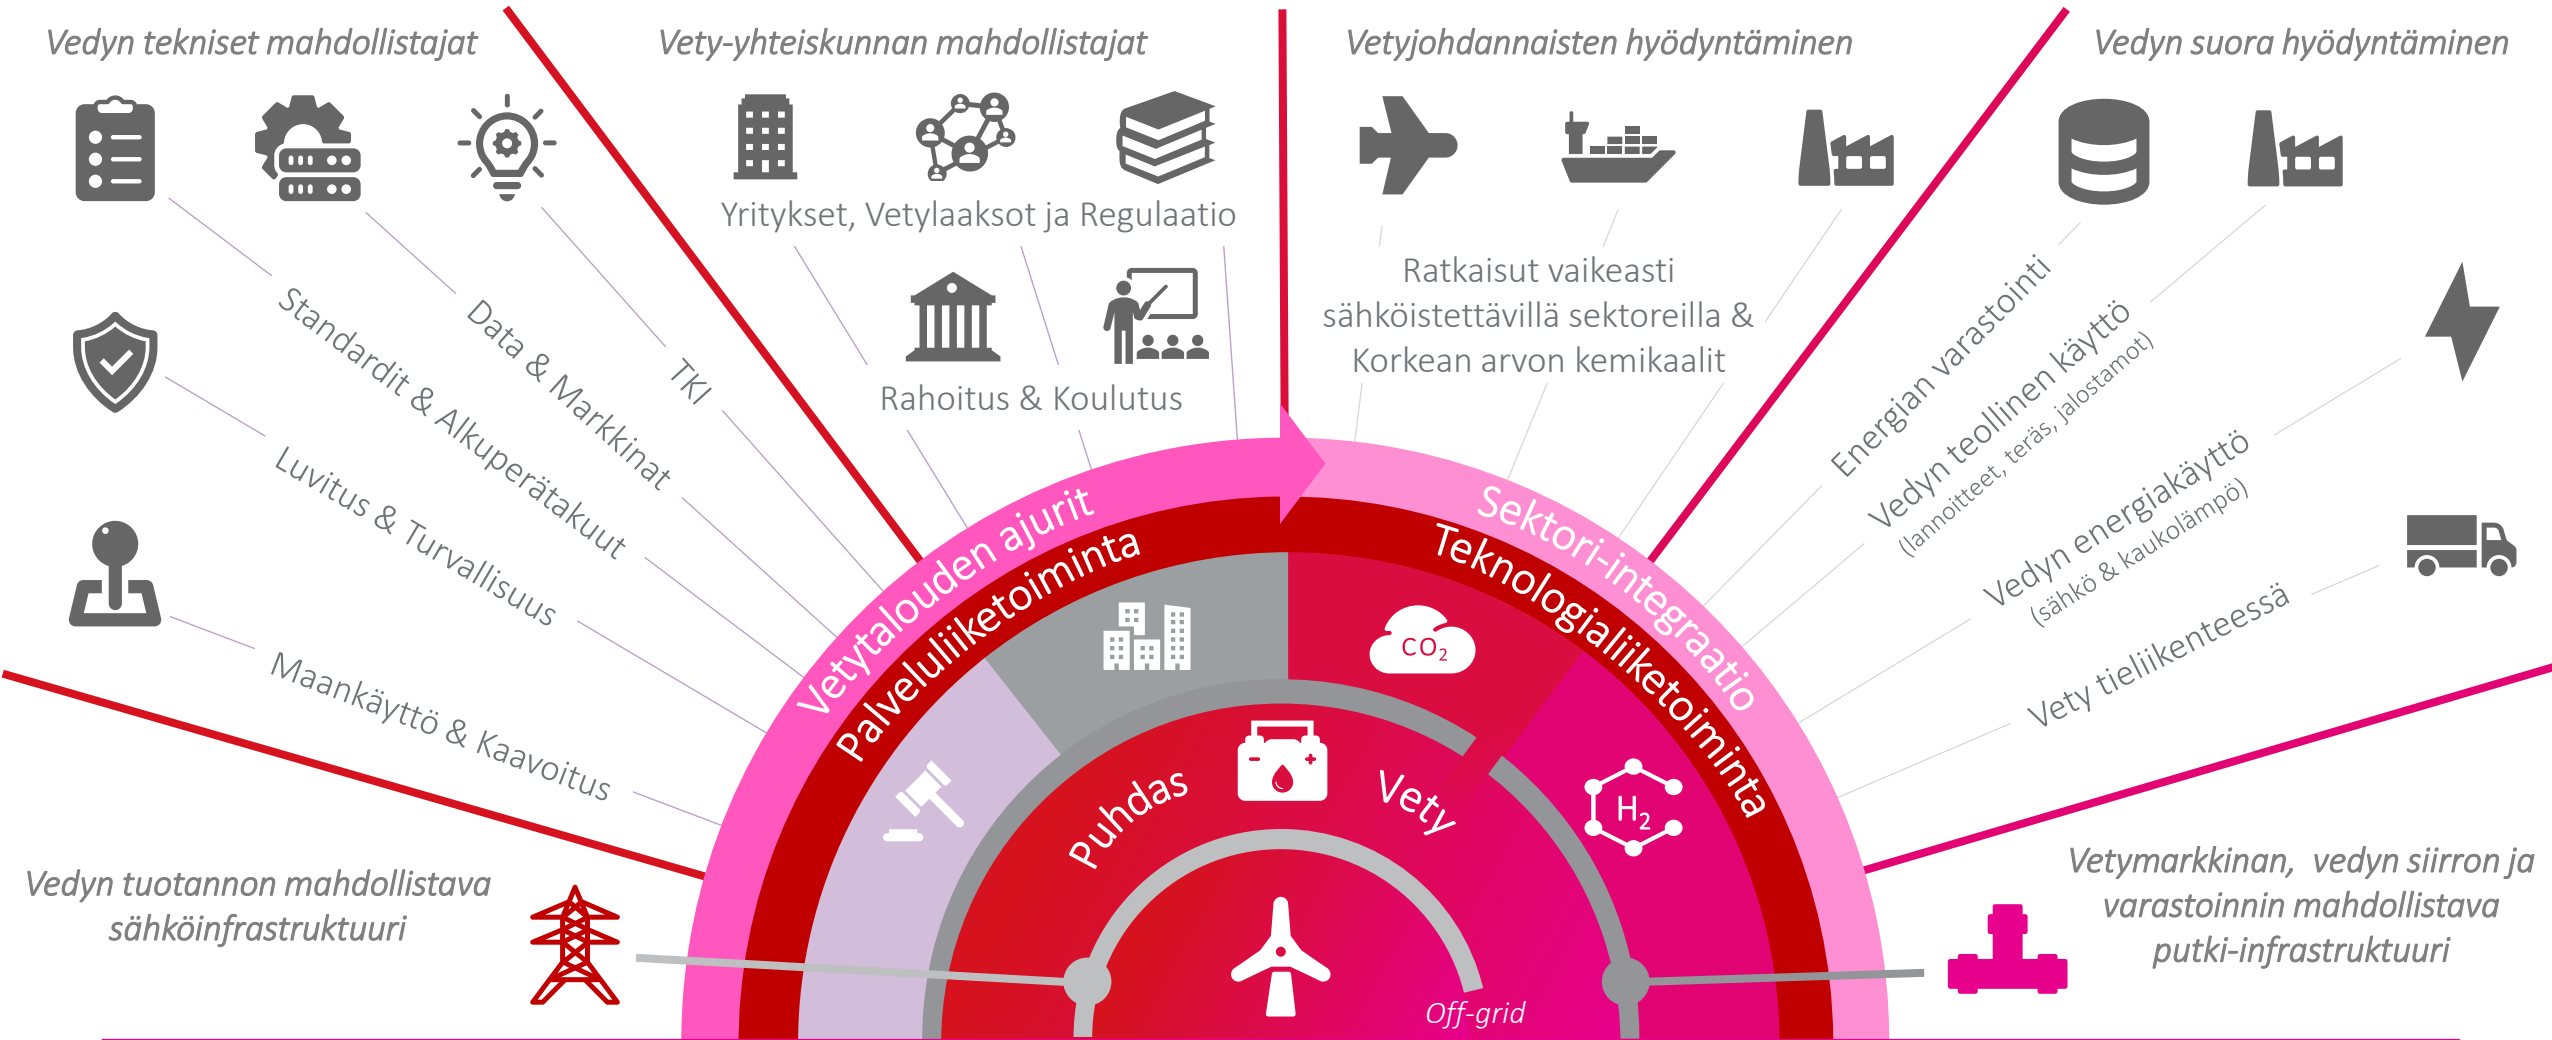 Vedyn tekniset mahdollistajat
Vety-yhteiskunnan mahdollistajat
Vetyjohdannaisten hyödyntäminen
Vedyn suora hyödyntäminen
Standardit & Alkuperätakuut
Data & Markkinat
TKI
Luvitus & Turvallisuus
Maankäyttö & Kaavoitus
Yritykset, Vetylaaksot ja Regulaatio
Rahoitus & Koulutus
Ratkaisut vaikeasti
sähköistettävillä sektoreilla &
Korkean arvon kemikaalit
Energian varastointi
Vedyn teollinen käyttö
(lannoitteet, teräs, jalostamot)
Vedyn energiakäyttö
(sähkö & kaukolämpö)
Vety tieliikenteessä
Vetytalouden ajurit
Sektori-integraatio
Palveluliiketoiminta
Teknologialiiketoiminta
CO2
H2
Puhdas Vety
Off-grid
Vedyn tuotannon mahdollistava
sähköinfrastruktuuri
Vetymarkkinan, vedyn siirron ja
varastoinnin mahdollistava
putki-infrastruktuuri